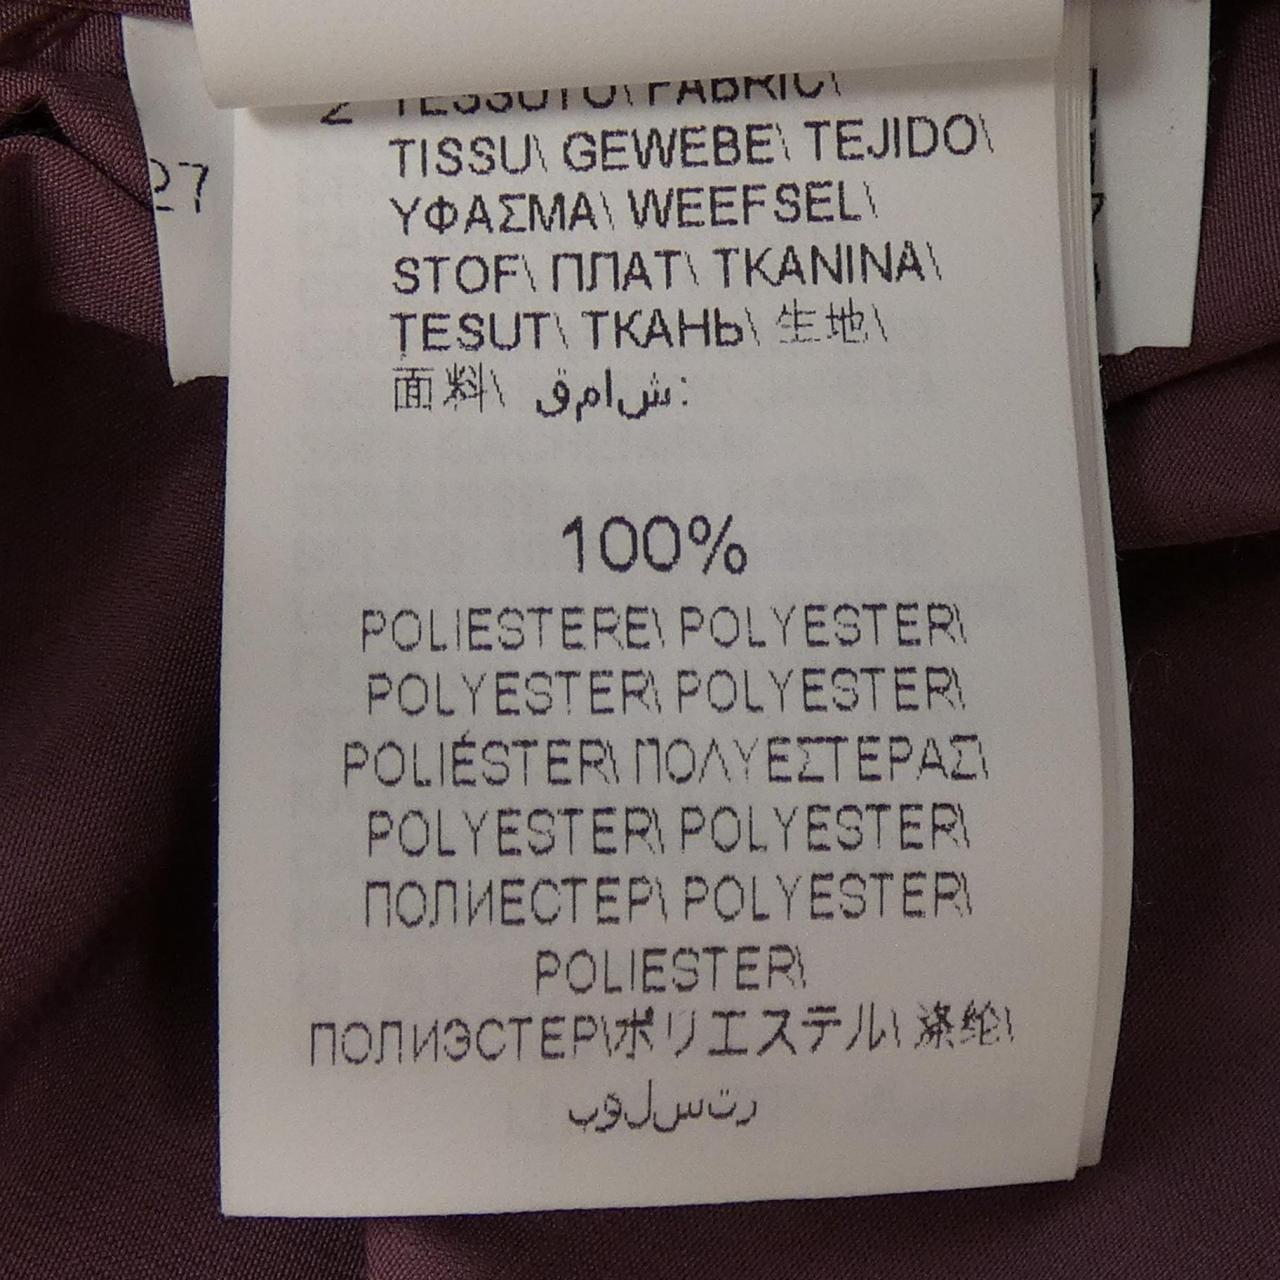 2 TESSUTO\ FABRIC\
TISSU\ GEWEBE\ TEJIDO\
ΥΦΑΣΜΑ\ WEEFSEL\
STOF\ ПЛАТ\ TKANINA\
ŢESUT\ ТКАНЬ\ 生地\
面料\ قماش:
27
100%
POLIESTERE\ POLYESTER\
POLYESTER\ POLYESTER\
POLIÉSTER\ ΠΟΛΥΕΣΤΕΡΑΣ\
POLYESTER\ POLYESTER\
ПОЛИЕСТЕР\ POLYESTER\
POLIESTER\
ПОЛИЭСТЕР\ポリエステル\ 涤纶\
بولستر